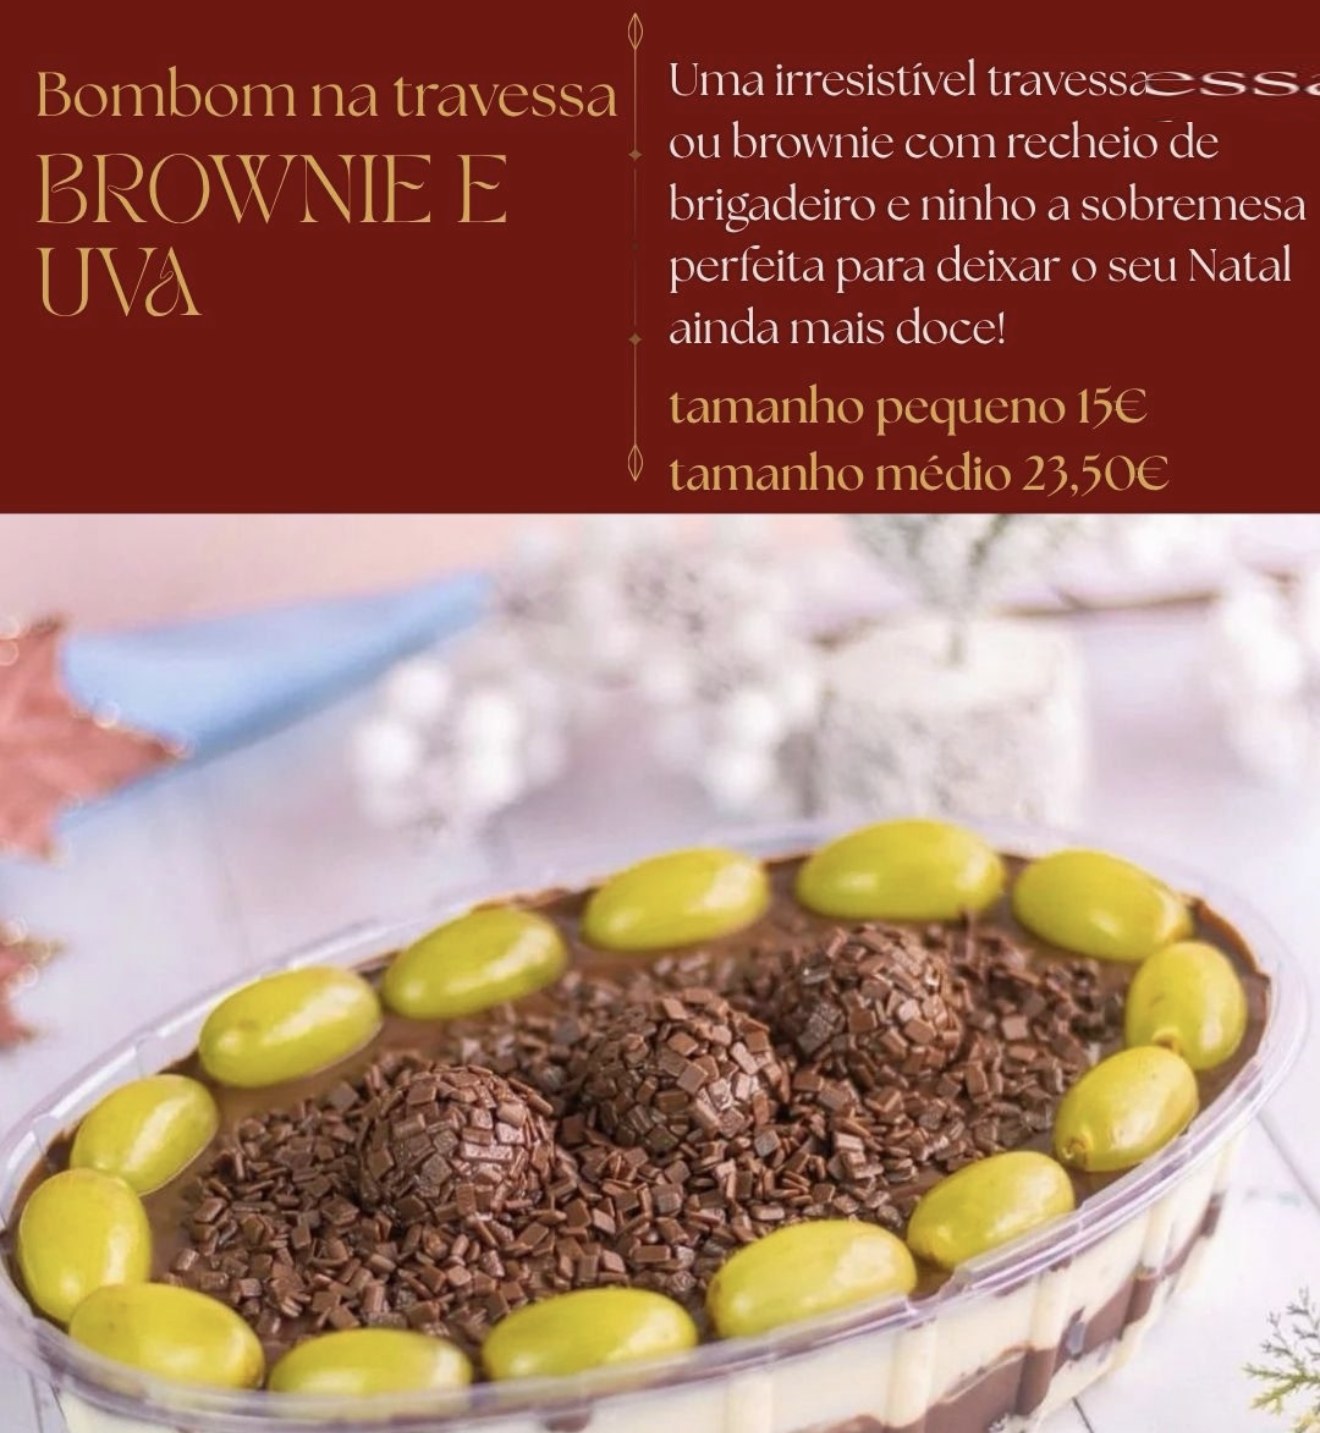 Bombom na travessa
BROWNIE E
UVA
Uma irresistível travessa
ou brownie com recheio de
brigadeiro e ninho a sobremesa
perfeita para deixar o seu Natal
ainda mais doce!
tamanho pequeno 15€
tamanho médio 23,50€